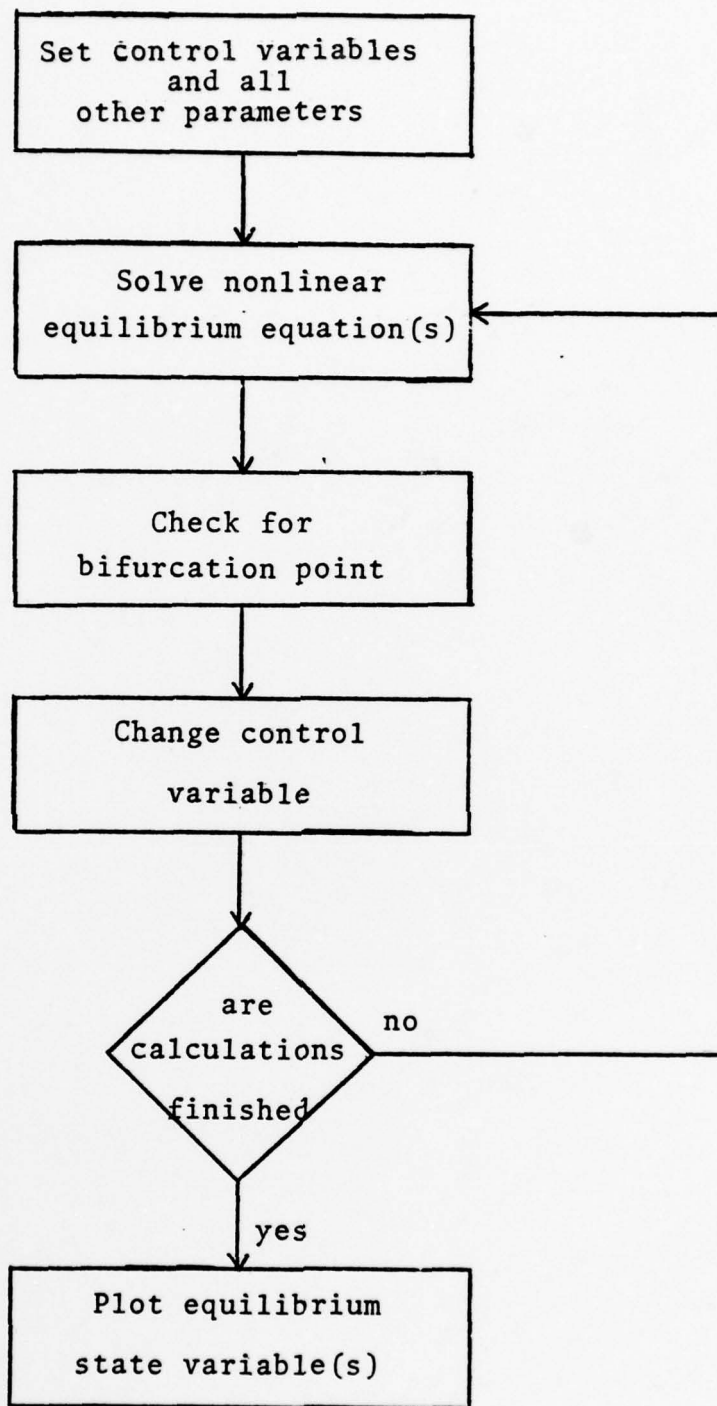 Set control variables
and all
other parameters
Solve nonlinear
equilibrium equation(s)
Check for
bifurcation point
Change control
variable
are
calculations
finished
no
yes
Plot equilibrium
state variable(s)